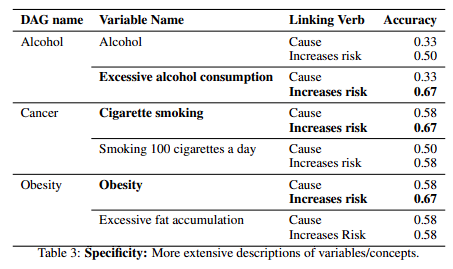 DAG name Variable Name Linking Verb Accuracy
Alcohol Alcohol Cause 0.33
Increases risk 0.50
Excessive alcohol consumption Cause 0.33
Increases risk 0.67
Cancer Cigarette smoking Cause 0.58
Increases risk 0.67
Smoking 100 cigarettes a day Cause 0.50
Increases risk 0.58
Obesity Obesity Cause 0.58
Increases risk 0.67
Excessive fat accumulation Cause 0.58
Increases Risk 0.58
Table 3: Specificity: More extensive descriptions of variables/concepts.